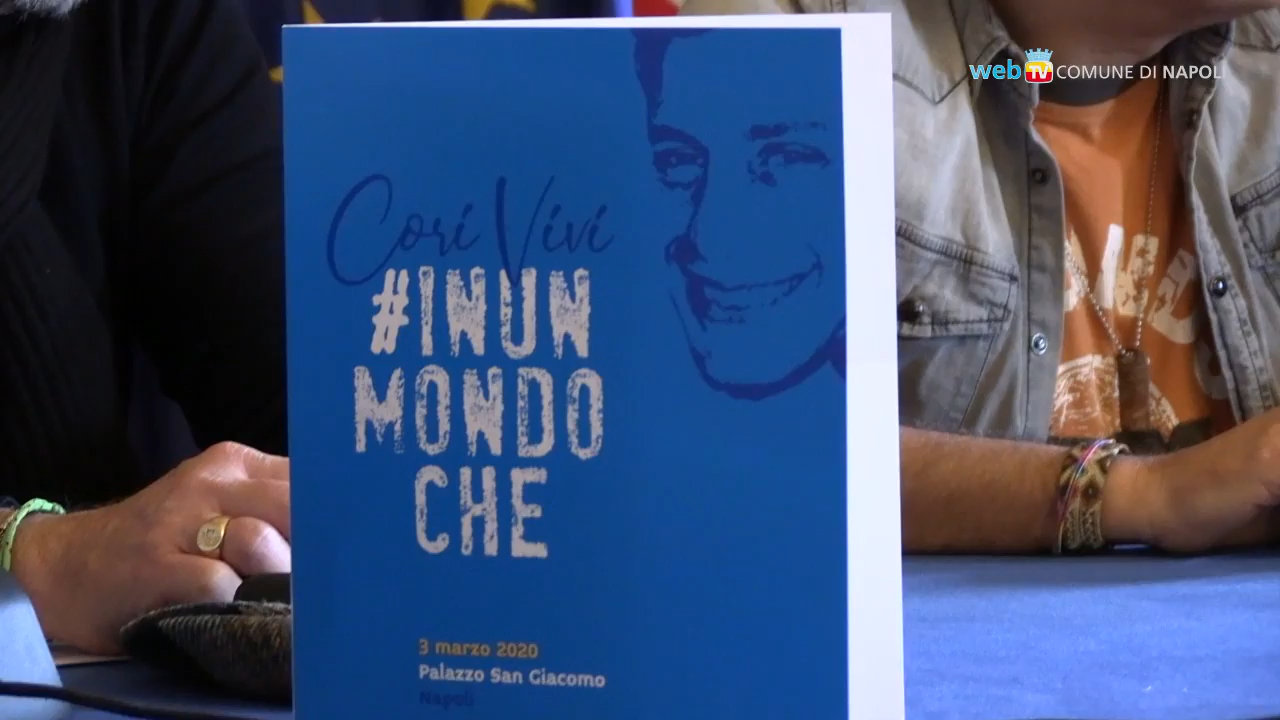 web TV COMUNE DI NAPOLI
Cori Vivi
#INUN
MONDO
CHE
3 marzo 2020
Palazzo San Giacomo
Napoli